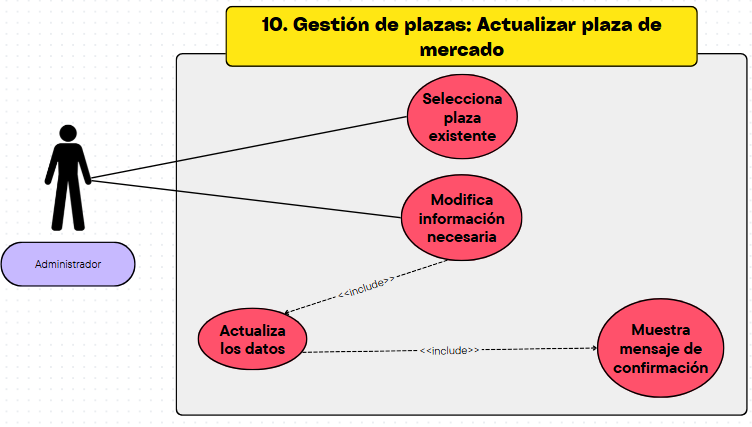 10. Gestión de plazas: Actualizar plaza de
mercado
Selecciona
plaza
existente
Modifica
información
necesaria
Administrador
<<include>>
Actualiza
los datos
<<include>>
Muestra
mensaje de
confirmación